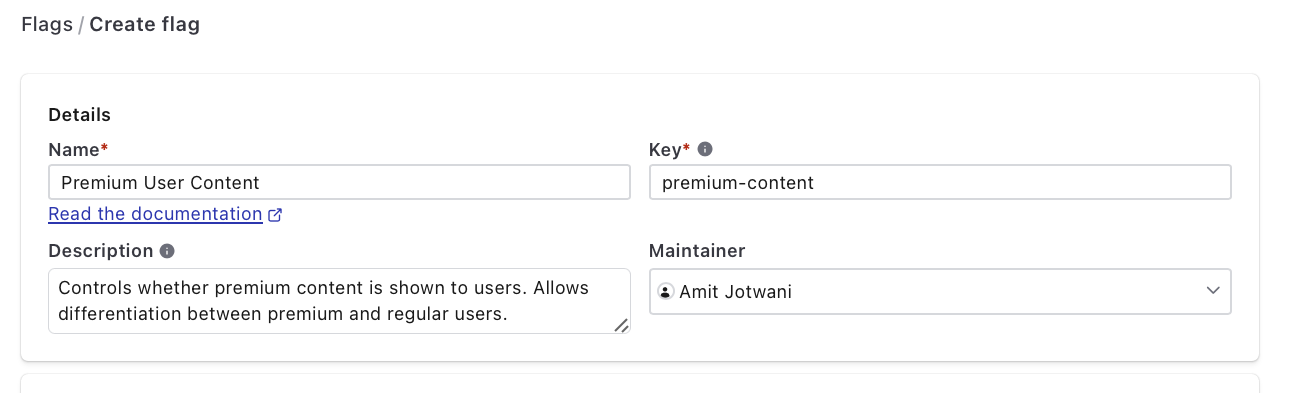 Flags / Create flag
Details
Name*
Key*
Premium User Content
premium-content
Read the documentation
Description
Maintainer
Controls whether premium content is shown to users. Allows
differentiation between premium and regular users.
Amit Jotwani